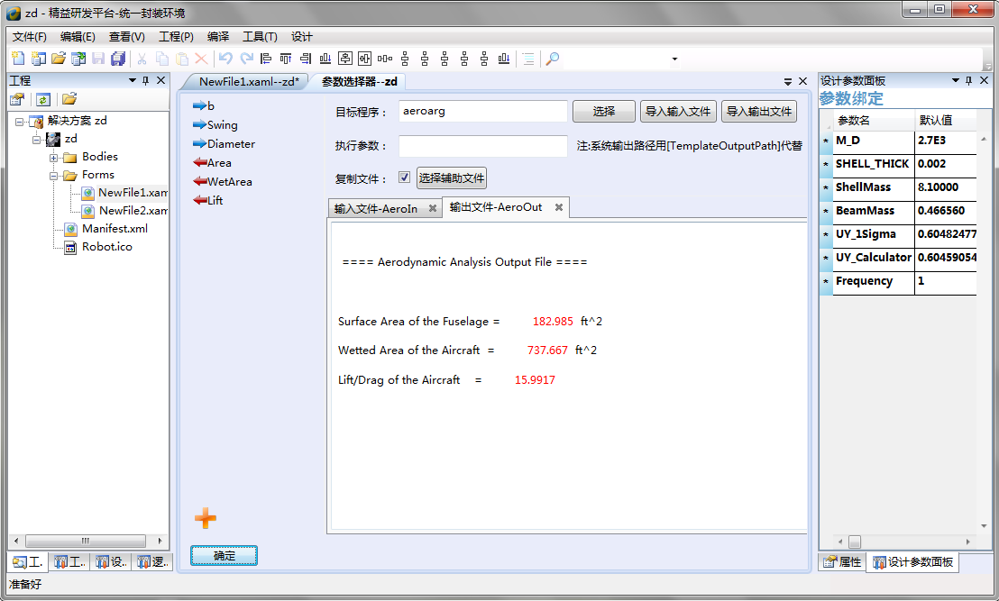 zd - 精益研发平台-统一封装环境
文件(F) 编辑(E) 查看(V) 工程(P) 编译 工具(T) 设计
工程
解决方案 zd
zd
Bodies
Forms
NewFile1.xam
NewFile2.xam
Manifest.xml
Robot.ico
工.. 工.. 设.. 逻..
准备好
NewFile1.xaml--zd* 参数选择器--zd
b
Swing
Diameter
Area
WetArea
Lift
确定
目标程序： aeroarg 选择 导入输入文件 导入输出文件
执行参数： 注:系统输出路径用[TemplateOutputPath]代替
复制文件： 选择辅助文件
输入文件-AeroIn 输出文件-AeroOut
==== Aerodynamic Analysis Output File ====
Surface Area of the Fuselage = 182.985 ft^2
Wetted Area of the Aircraft = 737.667 ft^2
Lift/Drag of the Aircraft = 15.9917
设计参数面板
参数绑定
参数名 默认值
* M_D 2.7E3
* SHELL_THICK 0.002
* ShellMass 8.10000
* BeamMass 0.466560
* UY_1Sigma 0.60482477
* UY_Calculator 0.60459054
* Frequency 1
属性 设计参数面板